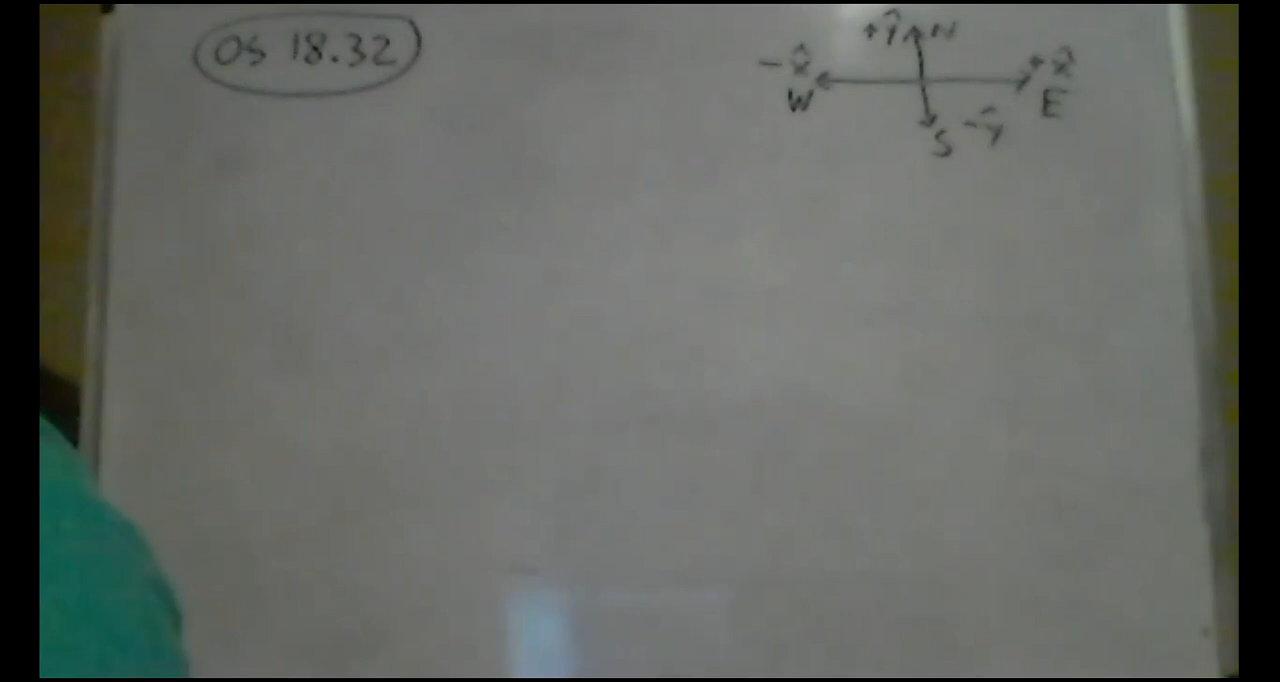 OS 18.32
+ŷ N
-x̂ +x̂
W E
S -ŷ